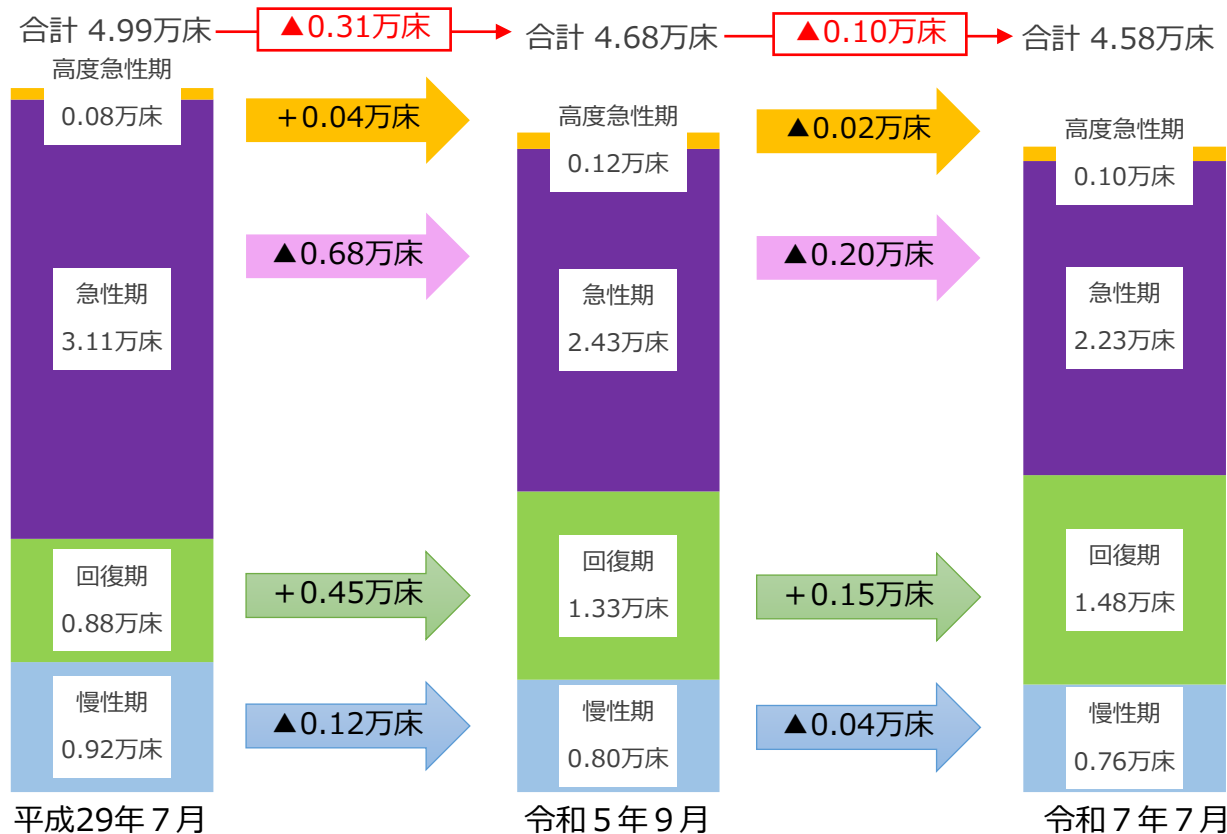 合計 4.99万床
▲0.31万床
合計 4.68万床
▲0.10万床
合計 4.58万床
高度急性期
0.08万床
+0.04万床
高度急性期
0.12万床
▲0.02万床
高度急性期
0.10万床
急性期
3.11万床
▲0.68万床
急性期
2.43万床
▲0.20万床
急性期
2.23万床
回復期
0.88万床
+0.45万床
回復期
1.33万床
+0.15万床
回復期
1.48万床
慢性期
0.92万床
▲0.12万床
慢性期
0.80万床
▲0.04万床
慢性期
0.76万床
平成29年７月
令和５年９月
令和７年７月